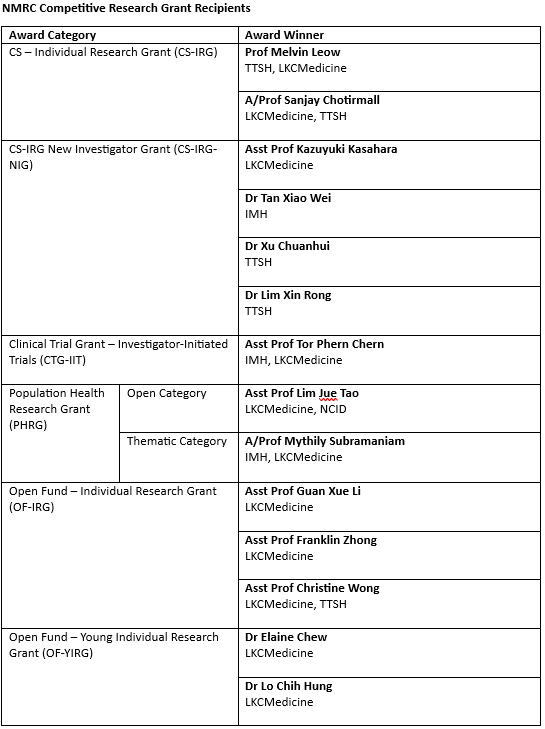 NMRC Competitive Research Grant Recipients
Award Category
Award Winner
CS – Individual Research Grant (CS-IRG)
Prof Melvin Leow
TTSH, LKCMedicine
A/Prof Sanjay Chotirmall
LKCMedicine, TTSH
CS-IRG New Investigator Grant (CS-IRG-
NIG)
Asst Prof Kazuyuki Kasahara
LKCMedicine
Dr Tan Xiao Wei
IMH
Dr Xu Chuanhui
TTSH
Dr Lim Xin Rong
TTSH
Clinical Trial Grant – Investigator-Initiated
Trials (CTG-IIT)
Asst Prof Tor Phern Chern
IMH, LKCMedicine
Population Health
Research Grant
(PHRG)
Open Category
Asst Prof Lim Jue Tao
LKCMedicine, NCID
Thematic Category
A/Prof Mythily Subramaniam
IMH, LKCMedicine
Open Fund – Individual Research Grant
(OF-IRG)
Asst Prof Guan Xue Li
LKCMedicine
Asst Prof Franklin Zhong
LKCMedicine
Asst Prof Christine Wong
LKCMedicine, TTSH
Open Fund – Young Individual Research
Grant (OF-YIRG)
Dr Elaine Chew
LKCMedicine
Dr Lo Chih Hung
LKCMedicine